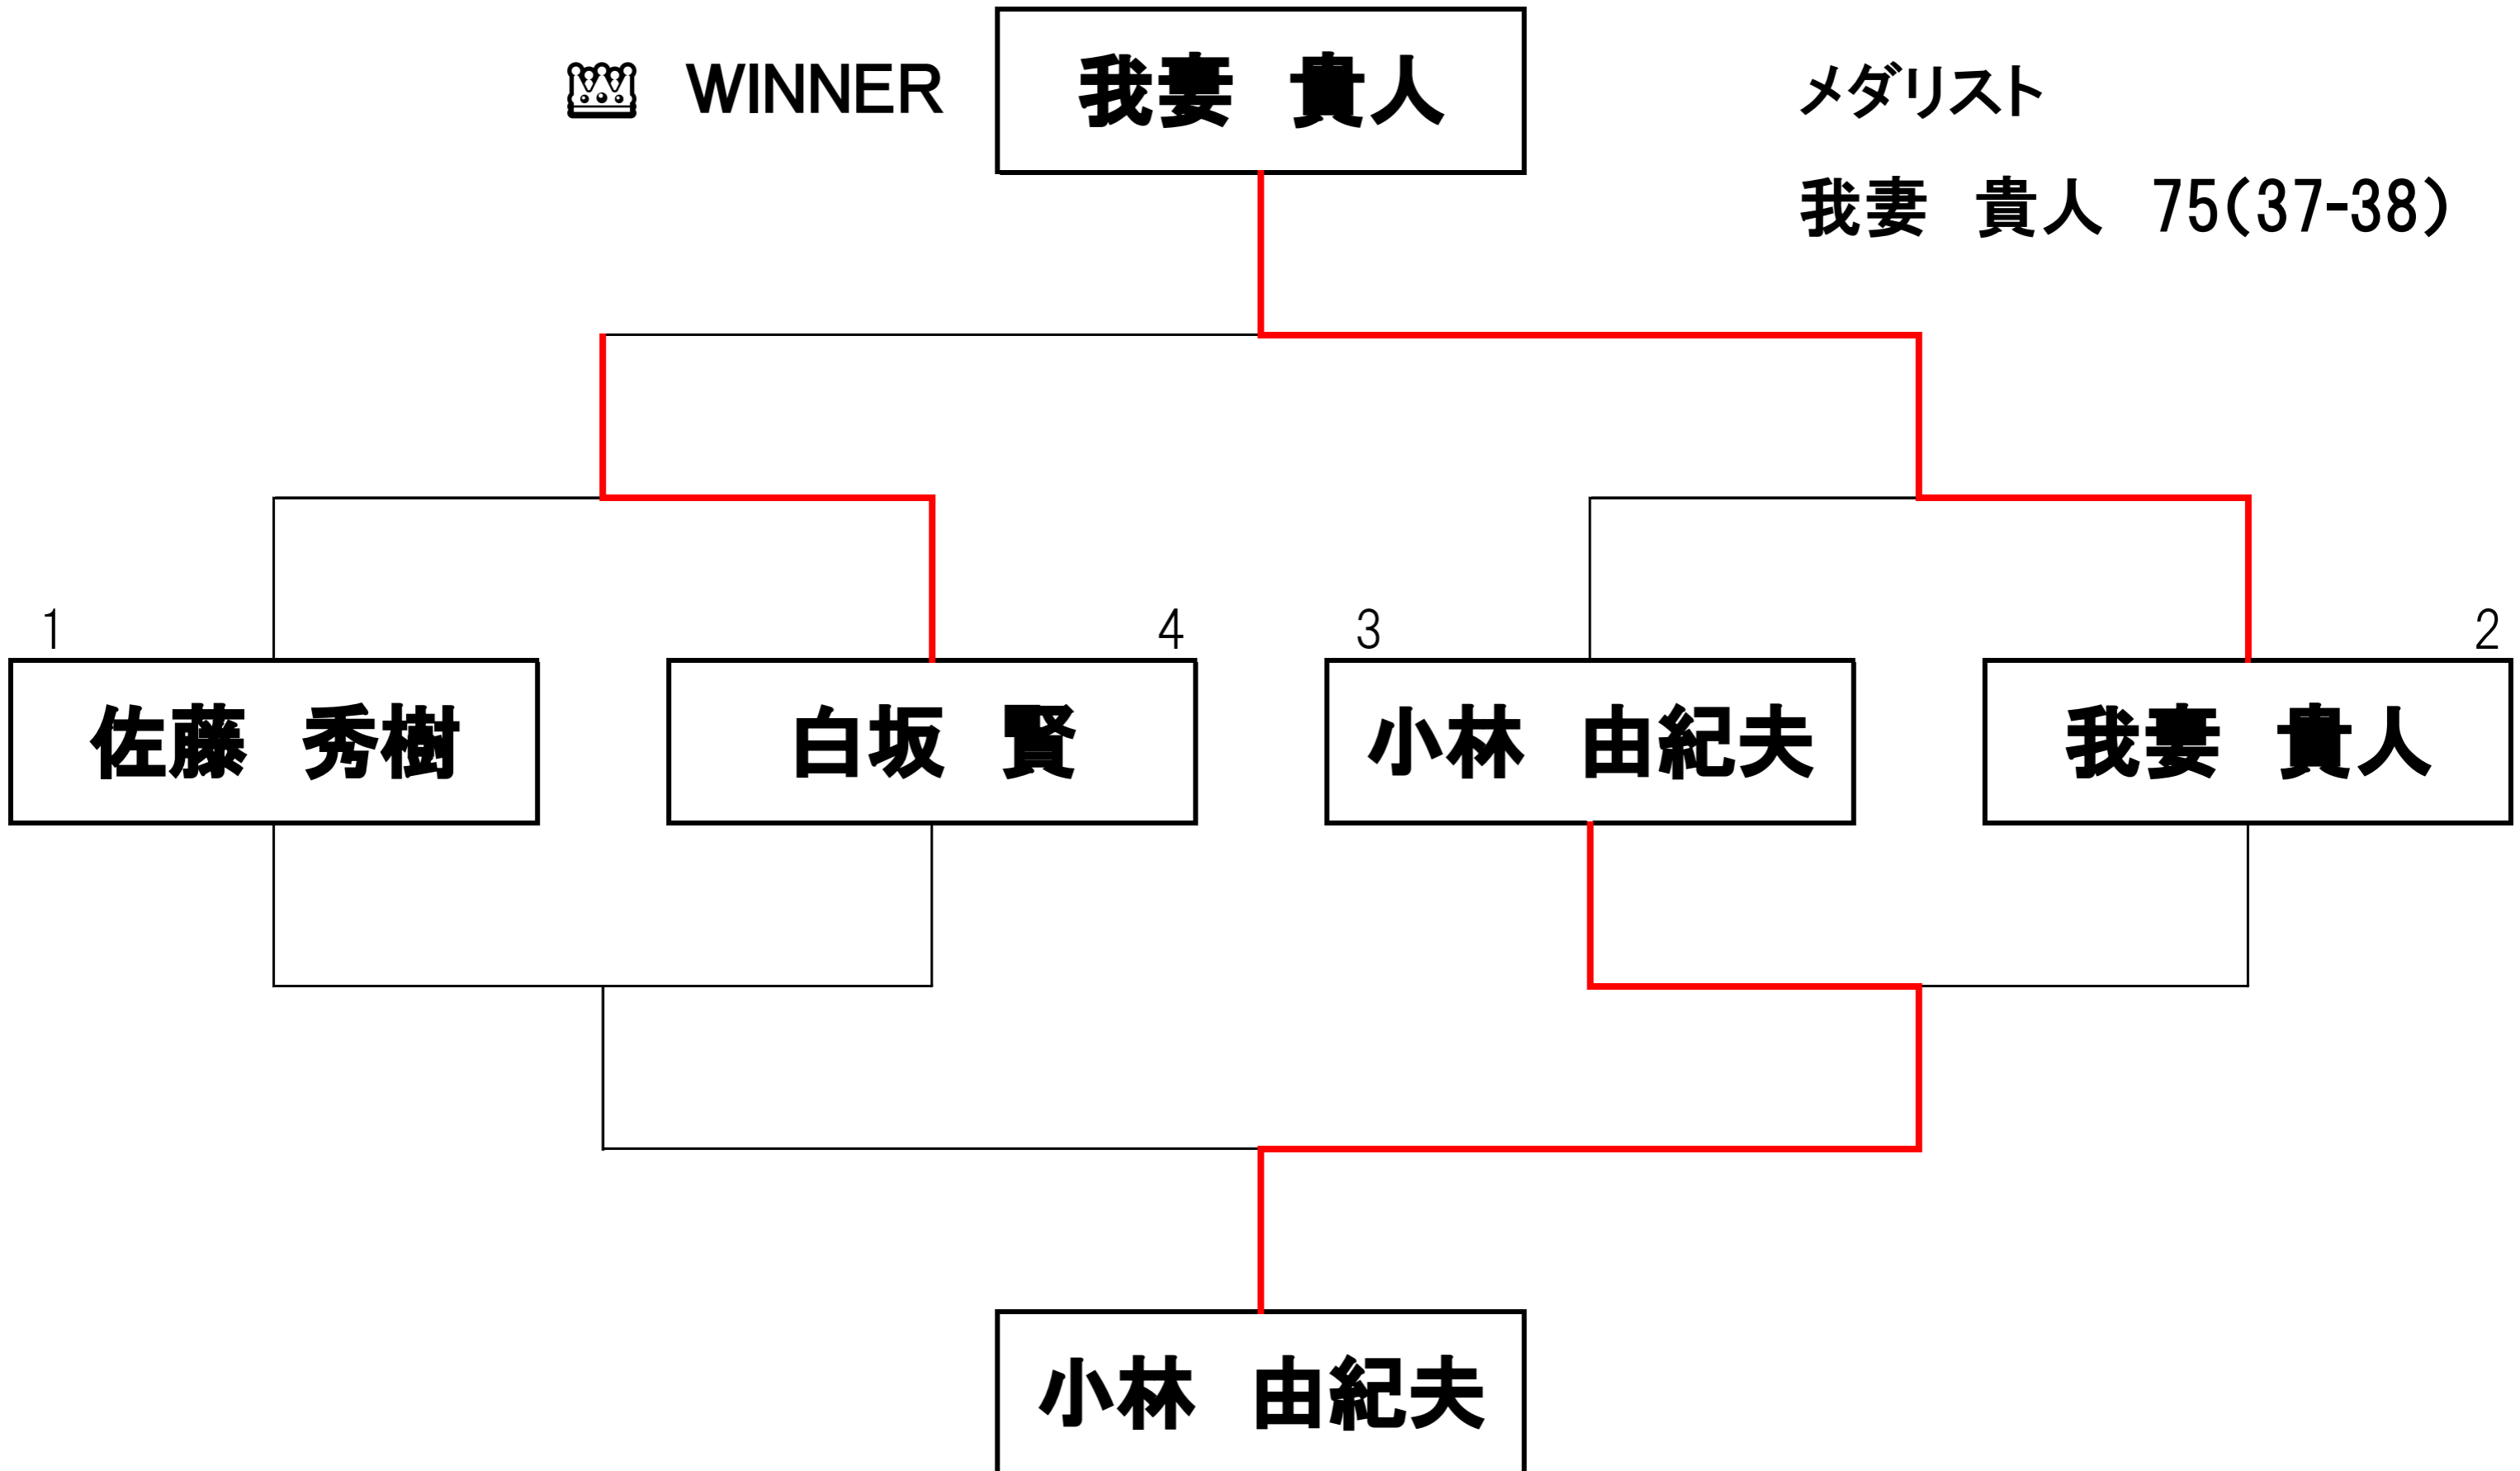 WINNER
我妻　貴人
メダリスト
我妻　貴人　75(37-38)
1
4
3
2
佐藤　秀樹
白坂　賢
小林　由紀夫
我妻　貴人
小林　由紀夫